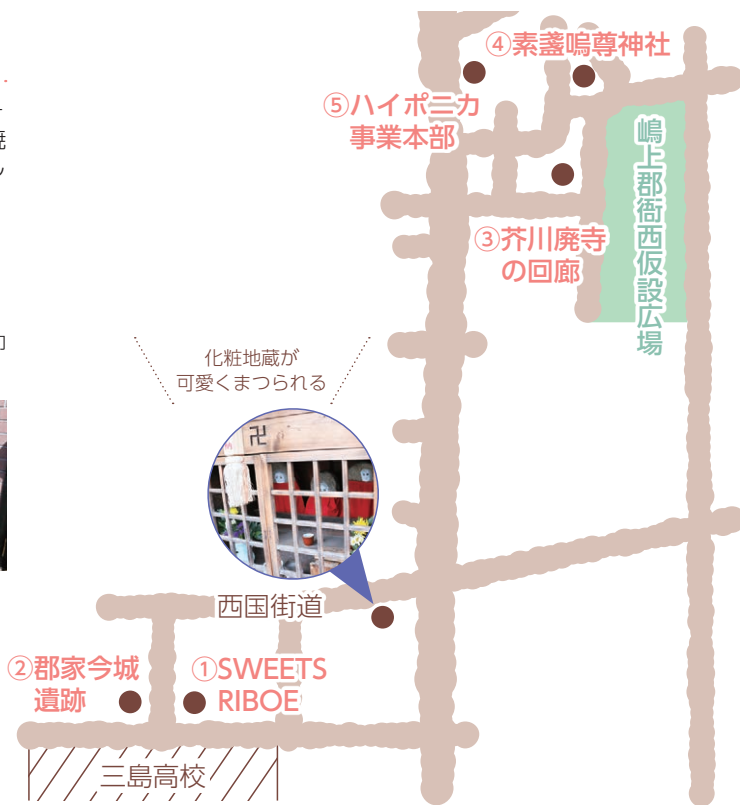 ④素盞嗚尊神社
⑤ハイポニカ
事業本部
嶋上郡衙西仮設広場
③芥川廃寺
の回廊
化粧地蔵が
可愛くまつられる
卍
西国街道
②郡家今城
遺跡
①SWEETS
RIBOE
三島高校